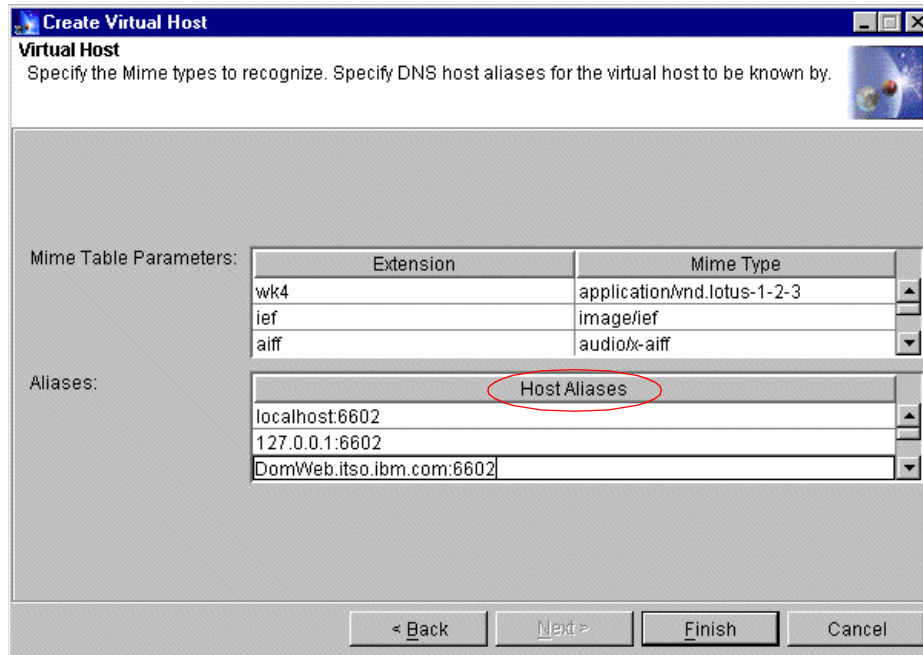 Create Virtual Host
Virtual Host
Specify the Mime types to recognize. Specify DNS host aliases for the virtual host to be known by.
Mime Table Parameters:
Extension Mime Type
wk4 application/vnd.lotus-1-2-3
ief image/ief
aiff audio/x-aiff
Aliases:
Host Aliases
localhost:6602
127.0.0.1:6602
DomWeb.itso.ibm.com:6602
< Back Next > Finish Cancel